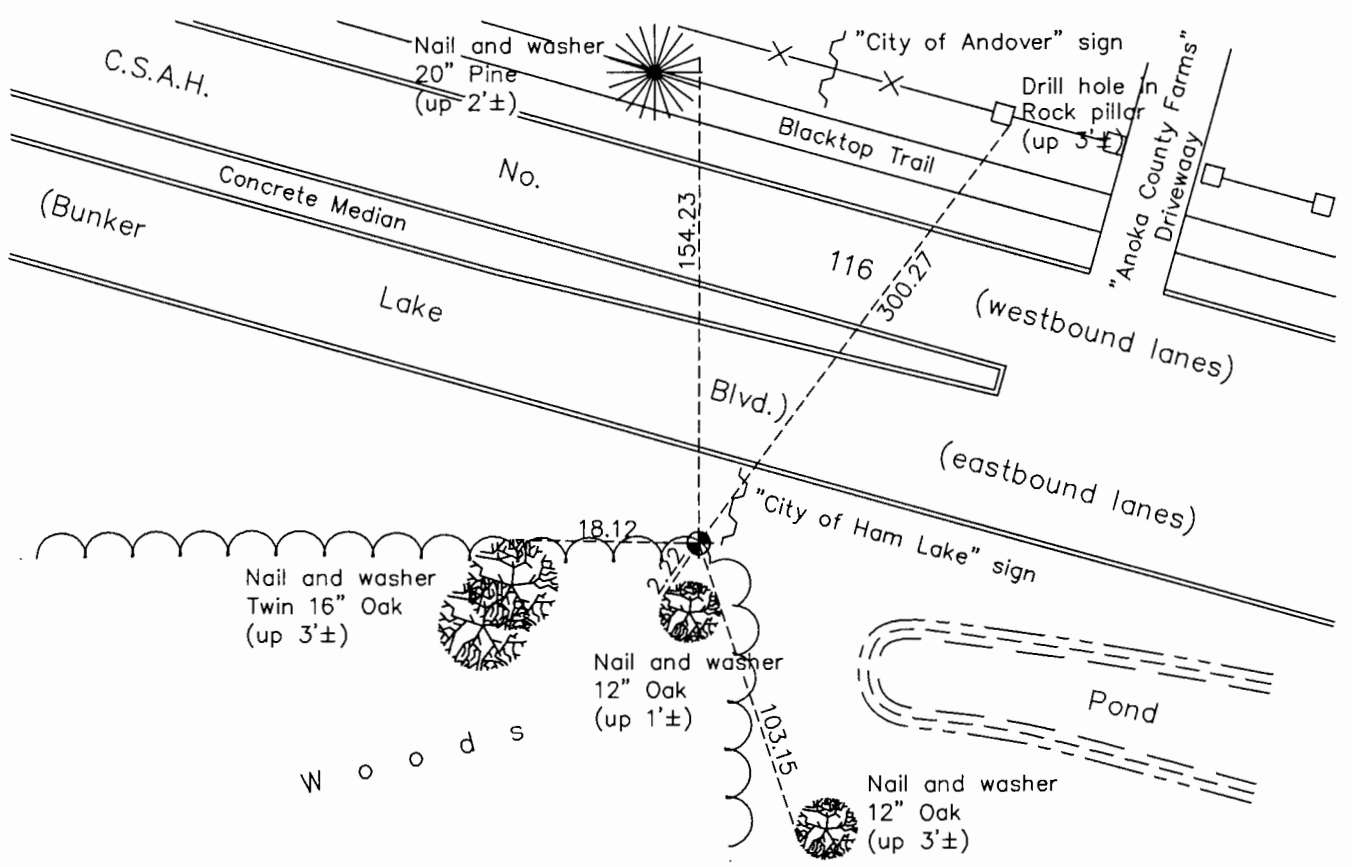 Nail and washer
20" Pine
(up 2'±)
"City of Andover" sign
Drill hole in
Rock pillar
(up 3'±)
"Anoka County Farms"
Driveway
C.S.A.H.
No.
116
Blacktop Trail
Concrete Median
(Bunker
Lake
Blvd.)
154.23
300.27
(westbound lanes)
(eastbound lanes)
"City of Ham Lake" sign
18.12
Nail and washer
Twin 16" Oak
(up 3'±)
Nail and washer
12" Oak
(up 1'±)
103.15
Woods
Pond
Nail and washer
12" Oak
(up 3'±)